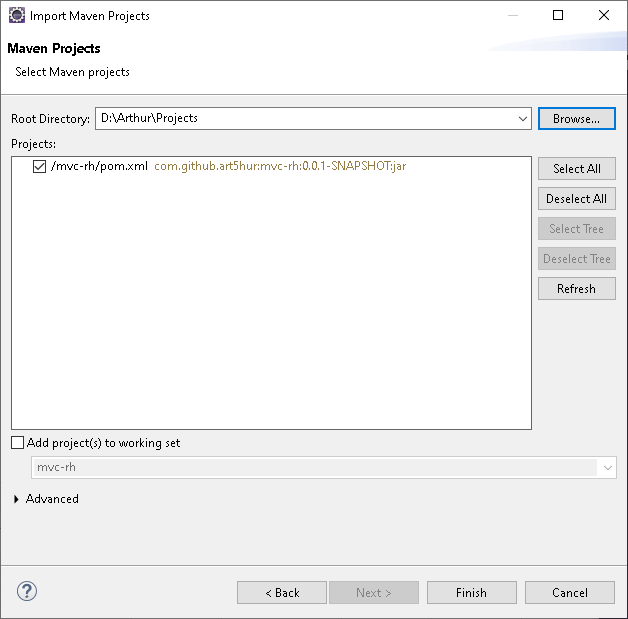 Import Maven Projects
Maven Projects
Select Maven projects
Root Directory: D:\Arthur\Projects Browse...
Projects:
/mvc-rh/pom.xml com.github.art5hur:mvc-rh:0.0.1-SNAPSHOT:jar
Select All
Deselect All
Select Tree
Deselect Tree
Refresh
Add project(s) to working set
mvc-rh
Advanced
? < Back Next > Finish Cancel